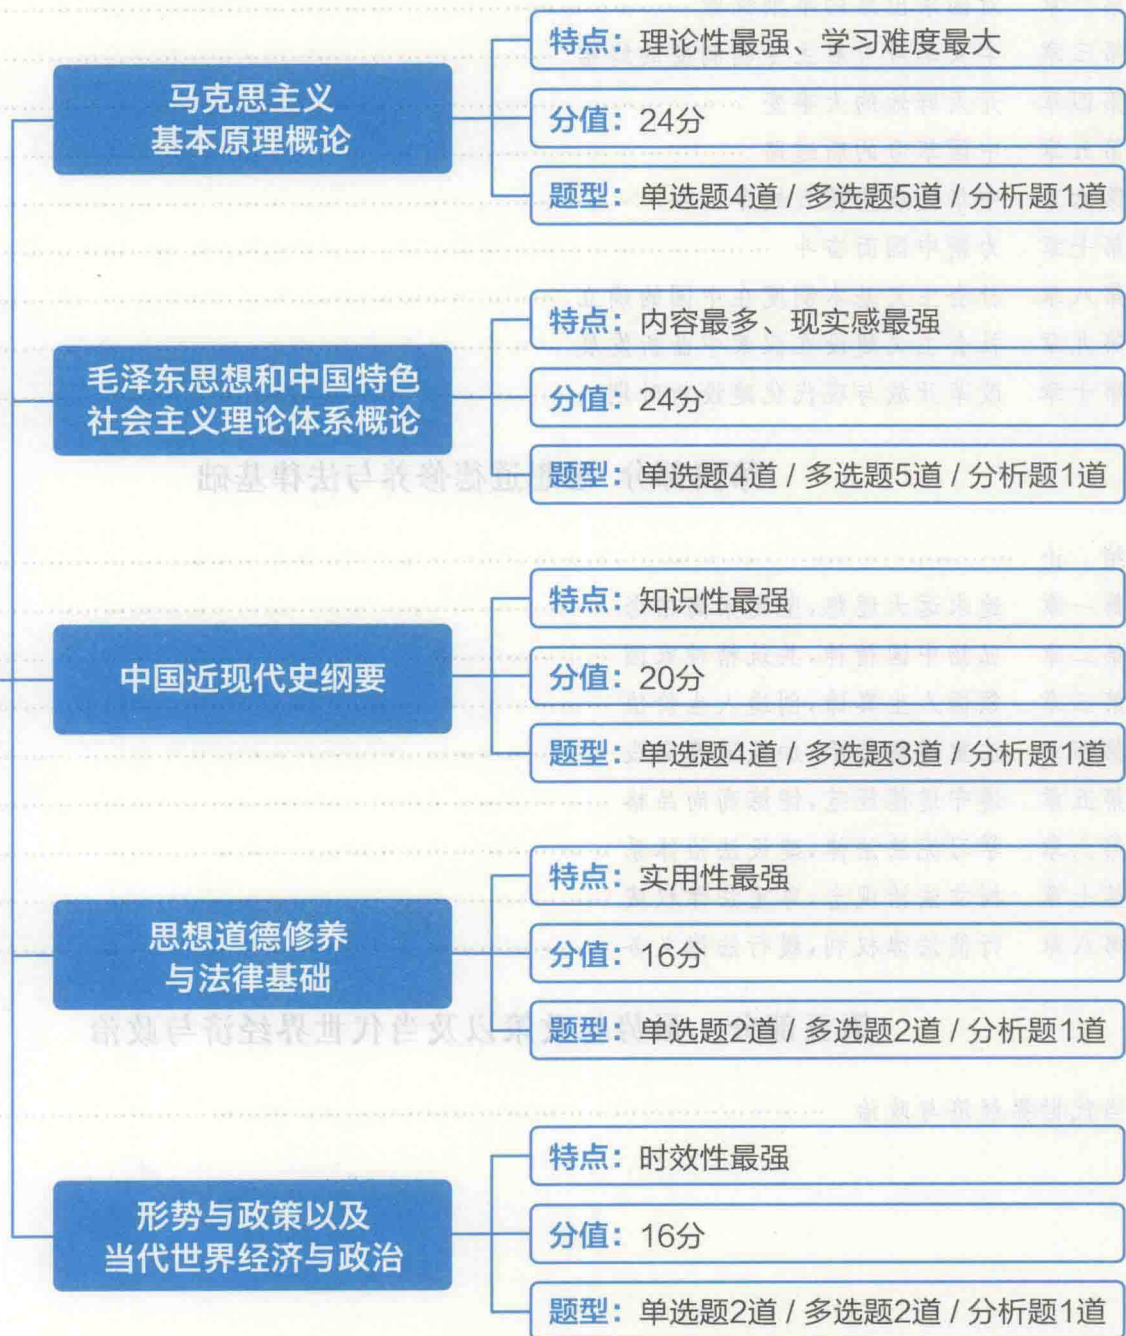 马克思主义
基本原理概论
特点：理论性最强、学习难度最大
分值：24分
题型：单选题4道 / 多选题5道 / 分析题1道
毛泽东思想和中国特色
社会主义理论体系概论
特点：内容最多、现实感最强
分值：24分
题型：单选题4道 / 多选题5道 / 分析题1道
中国近现代史纲要
特点：知识性最强
分值：20分
题型：单选题4道 / 多选题3道 / 分析题1道
思想道德修养
与法律基础
特点：实用性最强
分值：16分
题型：单选题2道 / 多选题2道 / 分析题1道
形势与政策以及
当代世界经济与政治
特点：时效性最强
分值：16分
题型：单选题2道 / 多选题2道 / 分析题1道